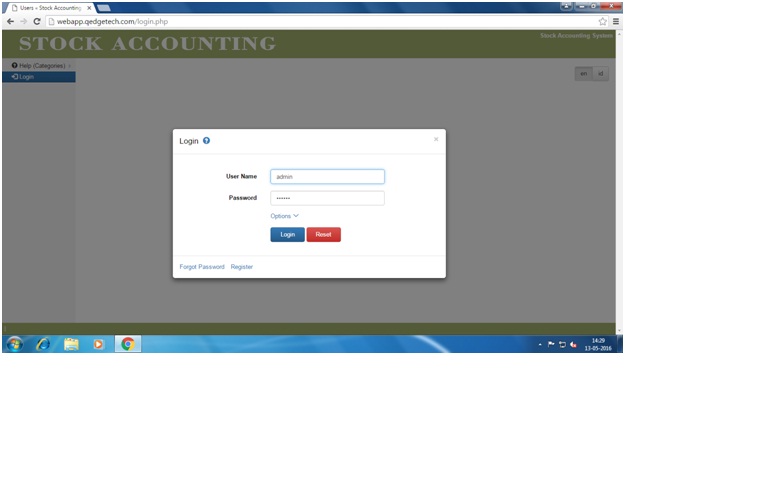 Users « Stock Accounting
webapp.qedgetech.com/login.php
STOCK ACCOUNTING
Stock Accounting System
Help (Categories)
Login
en id
Login
×
User Name
admin
Password
••••••
Options
Login Reset
Forgot Password Register
14:29
13-05-2016